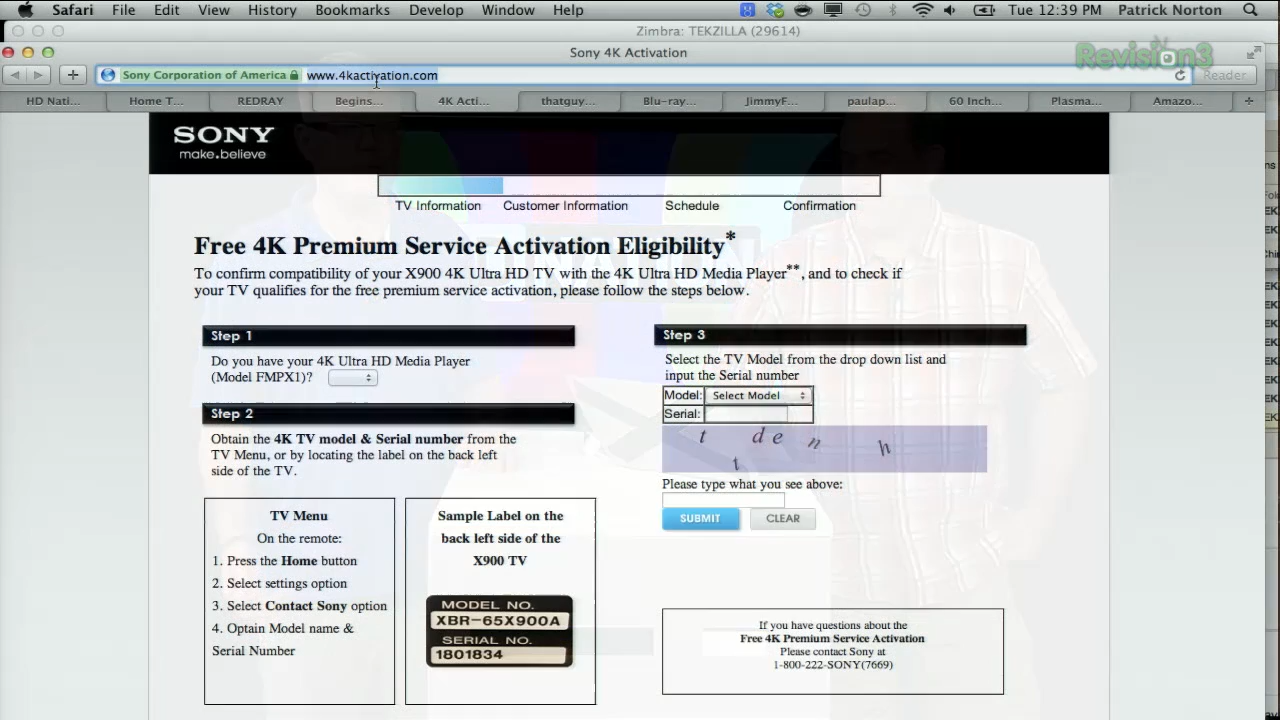 Safari File Edit View History Bookmarks Develop Window Help Tue 12:39 PM Patrick Norton
Zimbra: TEKZILLA (29614)
Sony 4K Activation
Revision3
Sony Corporation of America www.4kactivation.com Reader
HD Nati... Home T... REDRAY Begins... 4K Acti... thatguy... Blu-ray... JimmyF... paulap... 60 Inch... Plasma... Amazo...
SONY
make.believe
TV Information Customer Information Schedule Confirmation
Free 4K Premium Service Activation Eligibility*
To confirm compatibility of your X900 4K Ultra HD TV with the 4K Ultra HD Media Player**, and to check if
your TV qualifies for the free premium service activation, please follow the steps below.
Step 1
Do you have your 4K Ultra HD Media Player
(Model FMPX1)?
Step 2
Obtain the 4K TV model & Serial number from the
TV Menu, or by locating the label on the back left
side of the TV.
TV Menu
On the remote:
1. Press the Home button
2. Select settings option
3. Select Contact Sony option
4. Optain Model name &
Serial Number
Sample Label on the
back left side of the
X900 TV
MODEL NO.
XBR-65X900A
SERIAL NO.
1801834
Step 3
Select the TV Model from the drop down list and
input the Serial number
Model: Select Model
Serial:
t d e n h
t
Please type what you see above:
SUBMIT CLEAR
If you have questions about the
Free 4K Premium Service Activation
Please contact Sony at
1-800-222-SONY(7669)